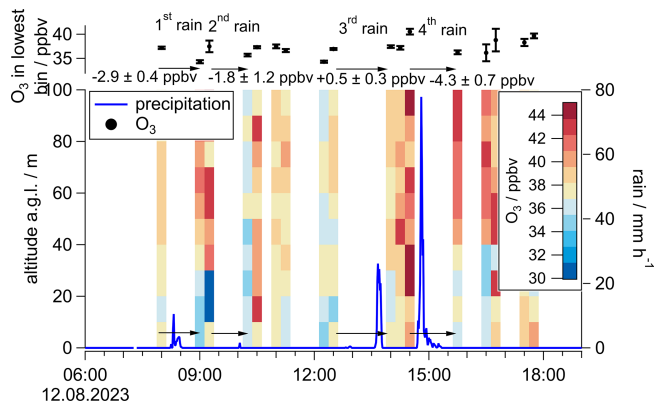 1st rain 2nd rain 3rd rain 4th rain
O3 in lowest bin / ppbv
40
35
-2.9 ± 0.4 ppbv -1.8 ± 1.2 ppbv +0.5 ± 0.3 ppbv -4.3 ± 0.7 ppbv
precipitation
O3
altitude a.g.l. / m
100
80
60
40
20
0
O3 / ppbv
44
42
40
38
36
34
32
30
rain / mm h-1
80
60
40
20
0
06:00 09:00 12:00 15:00 18:00
12.08.2023